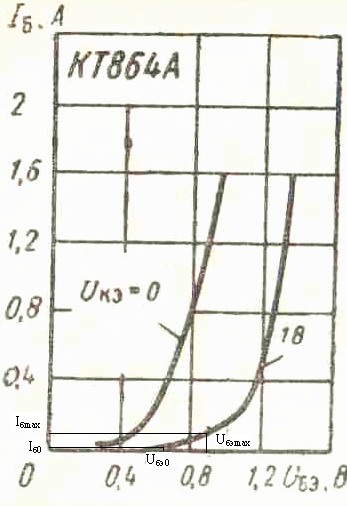 Iб. А
КТ864А
2
1,6
1,2
Uкэ=0
0,8
1В
0,4
Iбmax
Uбэmax
Iб0
Uбэ0
0
0,4
0,8
1,2
Uбэ. В